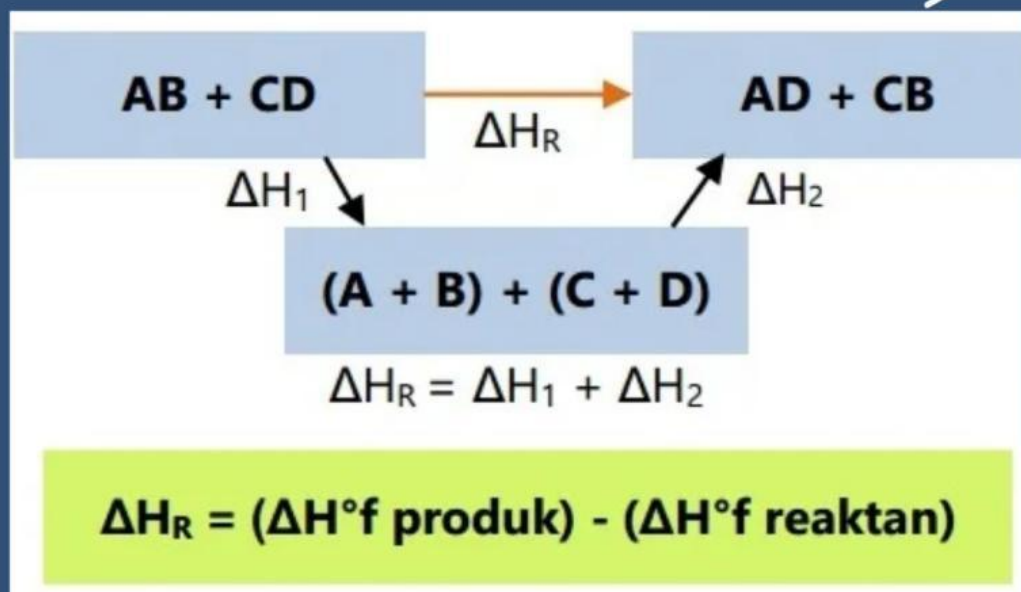 AB + CD
AD + CB
ΔH₁
ΔHR
ΔH₂
(A + B) + (C + D)
ΔHR = ΔH₁ + ΔH₂
ΔHR = (ΔH°f produk) - (ΔH°f reaktan)